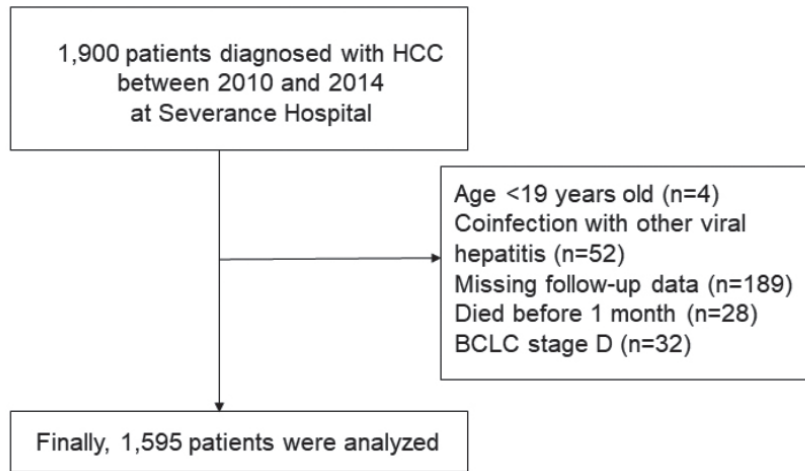 1,900 patients diagnosed with HCC
between 2010 and 2014
at Severance Hospital
Age <19 years old (n=4)
Coinfection with other viral
hepatitis (n=52)
Missing follow-up data (n=189)
Died before 1 month (n=28)
BCLC stage D (n=32)
Finally, 1,595 patients were analyzed